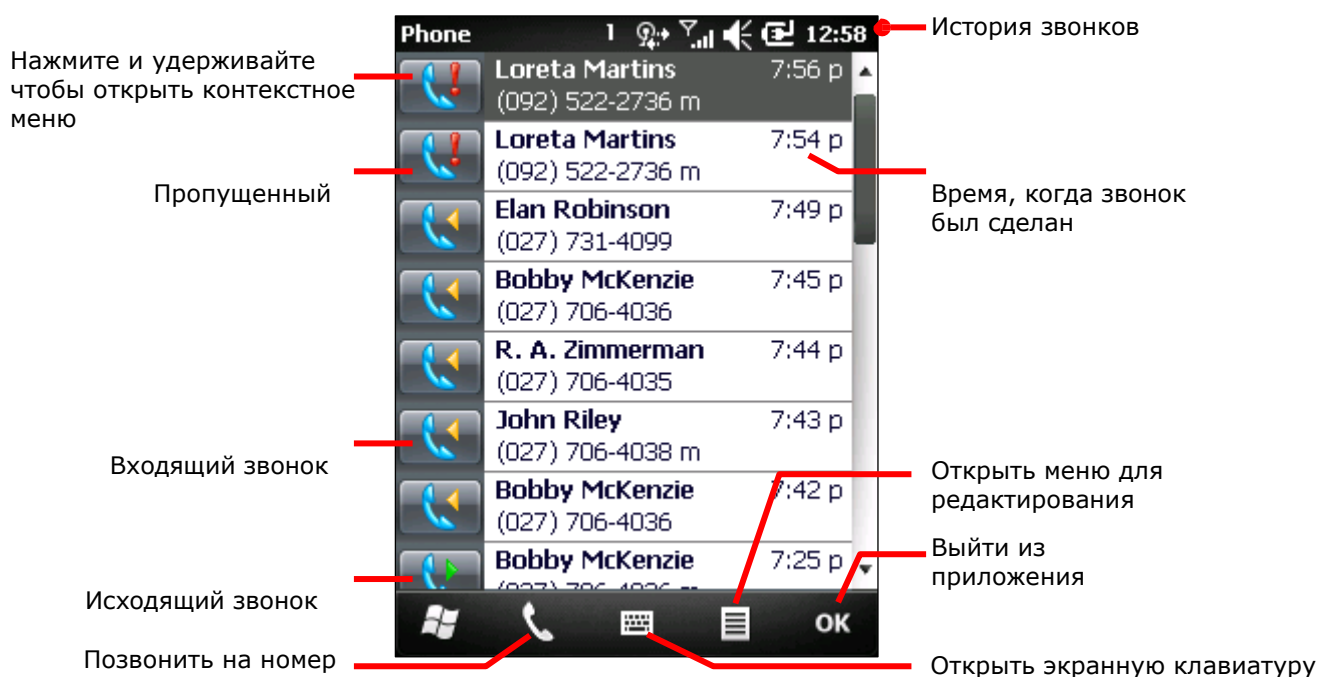 История звонков
Phone 1 12:58
Нажмите и удерживайте
чтобы открыть контекстное
меню
Loreta Martins 7:56 p
(092) 522-2736 m
Loreta Martins 7:54 p
(092) 522-2736 m
Пропущенный
Время, когда звонок
был сделан
Elan Robinson 7:49 p
(027) 731-4099
Bobby McKenzie 7:45 p
(027) 706-4036
R. A. Zimmerman 7:44 p
(027) 706-4035
John Riley 7:43 p
(027) 706-4038 m
Входящий звонок
Открыть меню для
редактирования
Bobby McKenzie 7:42 p
(027) 706-4036
Выйти из
приложения
Bobby McKenzie 7:25 p
Исходящий звонок
OK
Позвонить на номер
Открыть экранную клавиатуру